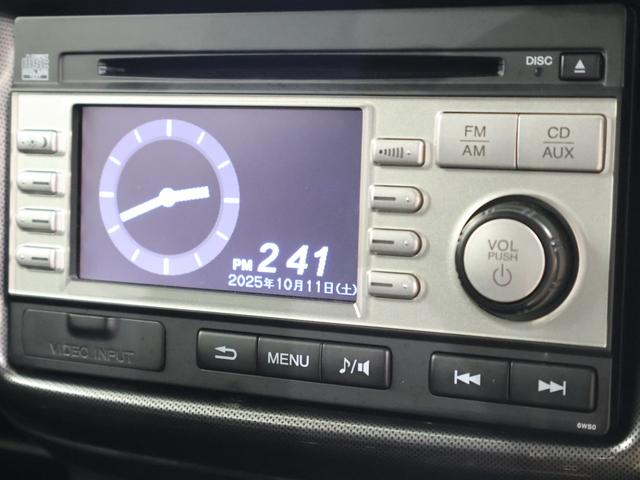 DISC
FM
AM
CD
AUX
VOL
PUSH
PM 2 41
2025年10月11日(土)
VIDEO INPUT
MENU
6WS0